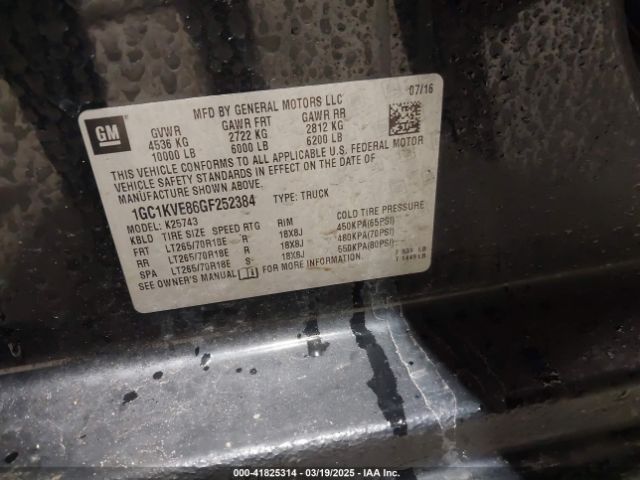 MFD BY GENERAL MOTORS LLC
07/16
GM
GVWR GAWR FRT GAWR RR
4536 KG 2722 KG 2812 KG
10000 LB 6000 LB 6200 LB
THIS VEHICLE CONFORMS TO ALL APPLICABLE U.S. FEDERAL MOTOR
VEHICLE SAFETY STANDARDS IN EFFECT ON THE DATE OF
MANUFACTURE SHOWN ABOVE.
1GC1KVE86GF252384 TYPE: TRUCK
KBLD MODEL: K25743
TIRE SIZE SPEED RTG RIM COLD TIRE PRESSURE
FRT LT265/70R18E R 18X8J 450KPA(65PSI)
RR LT265/70R18E R 18X8J 480KPA(70PSI)
SPA LT265/70R18E S 18X8J 550KPA(80PSI)
SEE OWNER'S MANUAL FOR MORE INFORMATION.
000-41825314 - 03/19/2025 - IAA Inc.